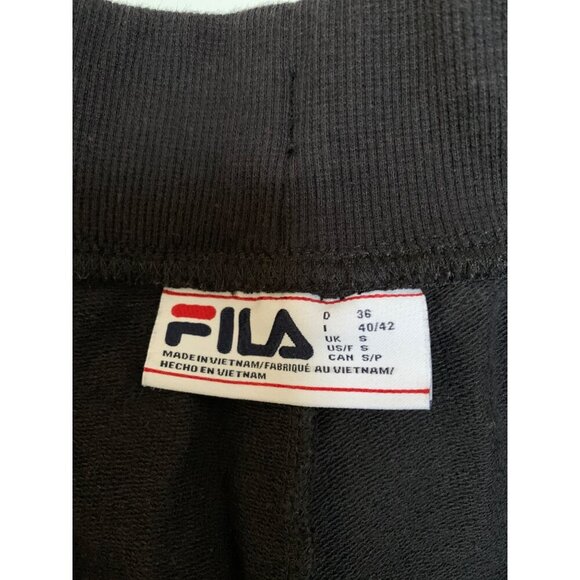 FILA
D 36
I 40/42
UK S
US/F S
CAN S/P
MADE IN VIETNAM/FABRIQUÉ AU VIETNAM/
HECHO EN VIETNAM